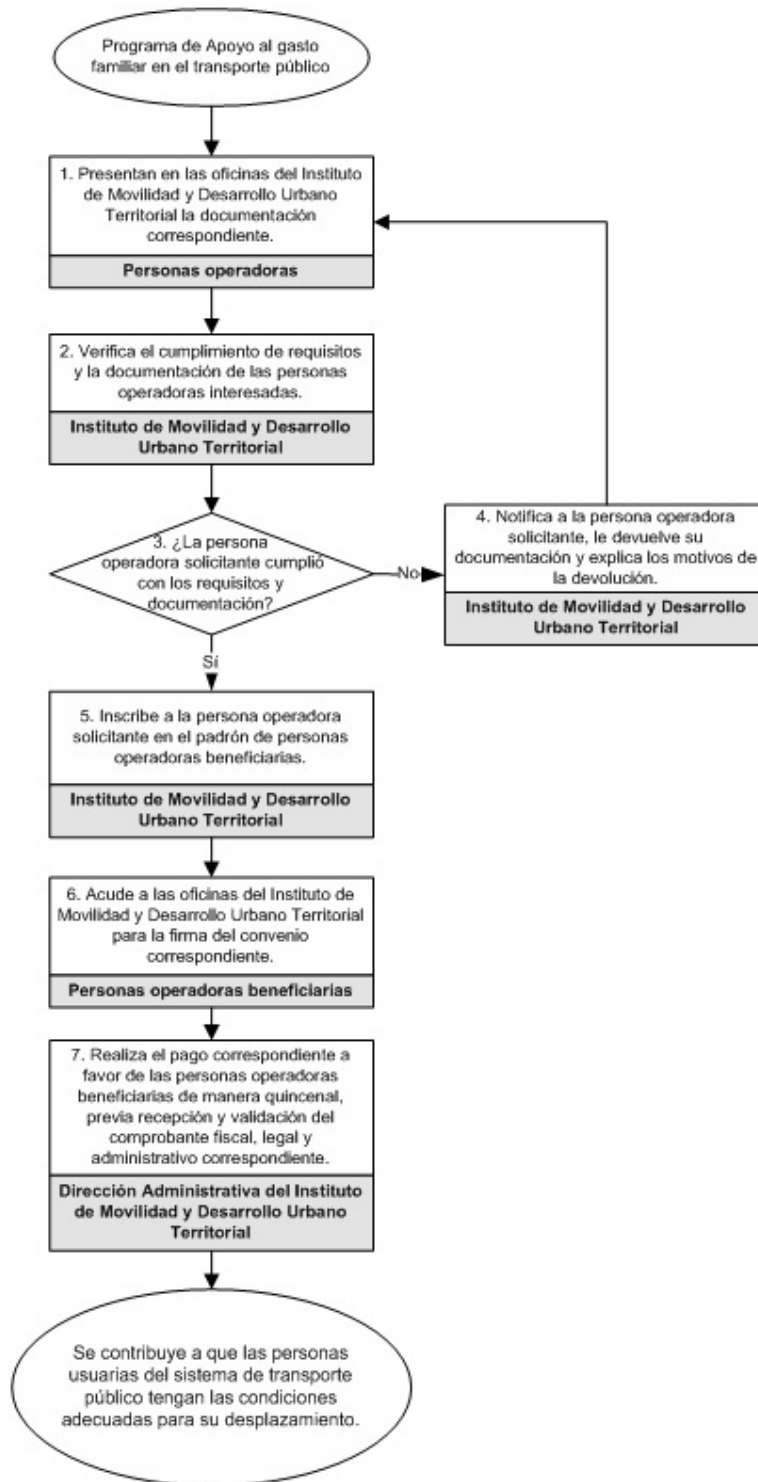 Programa de Apoyo al gasto
familiar en el transporte público
1. Presentan en las oficinas del Instituto
de Movilidad y Desarrollo Urbano
Territorial la documentación
correspondiente.
Personas operadoras
2. Verifica el cumplimiento de requisitos
y la documentación de las personas
operadoras interesadas.
Instituto de Movilidad y Desarrollo
Urbano Territorial
3. ¿La persona
operadora solicitante cumplió
con los requisitos y
documentación?
No
4. Notifica a la persona operadora
solicitante, le devuelve su
documentación y explica los motivos de
la devolución.
Instituto de Movilidad y Desarrollo
Urbano Territorial
Sí
5. Inscribe a la persona operadora
solicitante en el padrón de personas
operadoras beneficiarias.
Instituto de Movilidad y Desarrollo
Urbano Territorial
6. Acude a las oficinas del Instituto de
Movilidad y Desarrollo Urbano Territorial
para la firma del convenio
correspondiente.
Personas operadoras beneficiarias
7. Realiza el pago correspondiente a
favor de las personas operadoras
beneficiarias de manera quincenal,
previa recepción y validación del
comprobante fiscal, legal y
administrativo correspondiente.
Dirección Administrativa del Instituto
de Movilidad y Desarrollo Urbano
Territorial
Se contribuye a que las personas
usuarias del sistema de transporte
público tengan las condiciones
adecuadas para su desplazamiento.